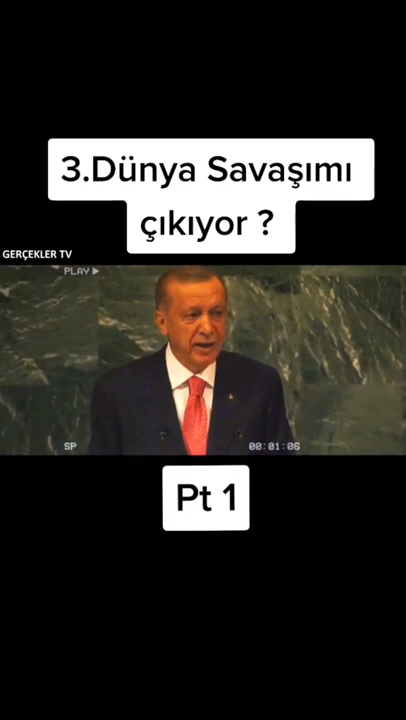 3.Dünya Savaşımı
çıkıyor ?
GERÇEKLER TV
PLAY
SP
00:01:06
Pt 1